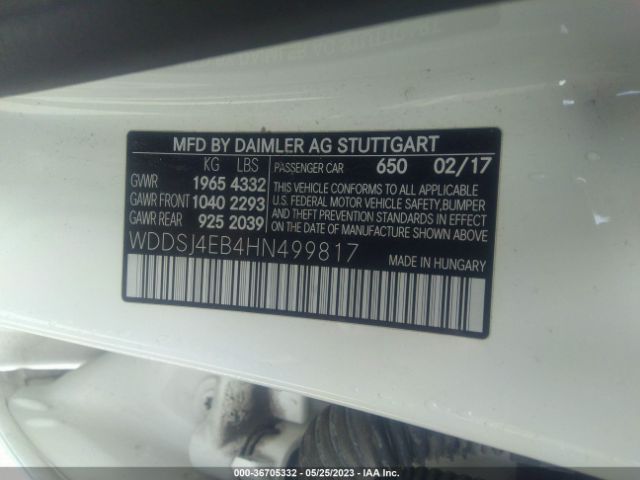 MFD BY DAIMLER AG STUTTGART
KG LBS PASSENGER CAR 650 02/17
GVWR 1965 4332
GAWR FRONT 1040 2293
GAWR REAR 925 2039
THIS VEHICLE CONFORMS TO ALL APPLICABLE
U.S. FEDERAL MOTOR VEHICLE SAFETY,BUMPER
AND THEFT PREVENTION STANDARDS IN EFFECT
ON THE DATE OF MANUFACTURE SHOWN ABOVE.
WDDSJ4EB4HN499817
MADE IN HUNGARY
000-36705332 - 05/25/2023 - IAA Inc.